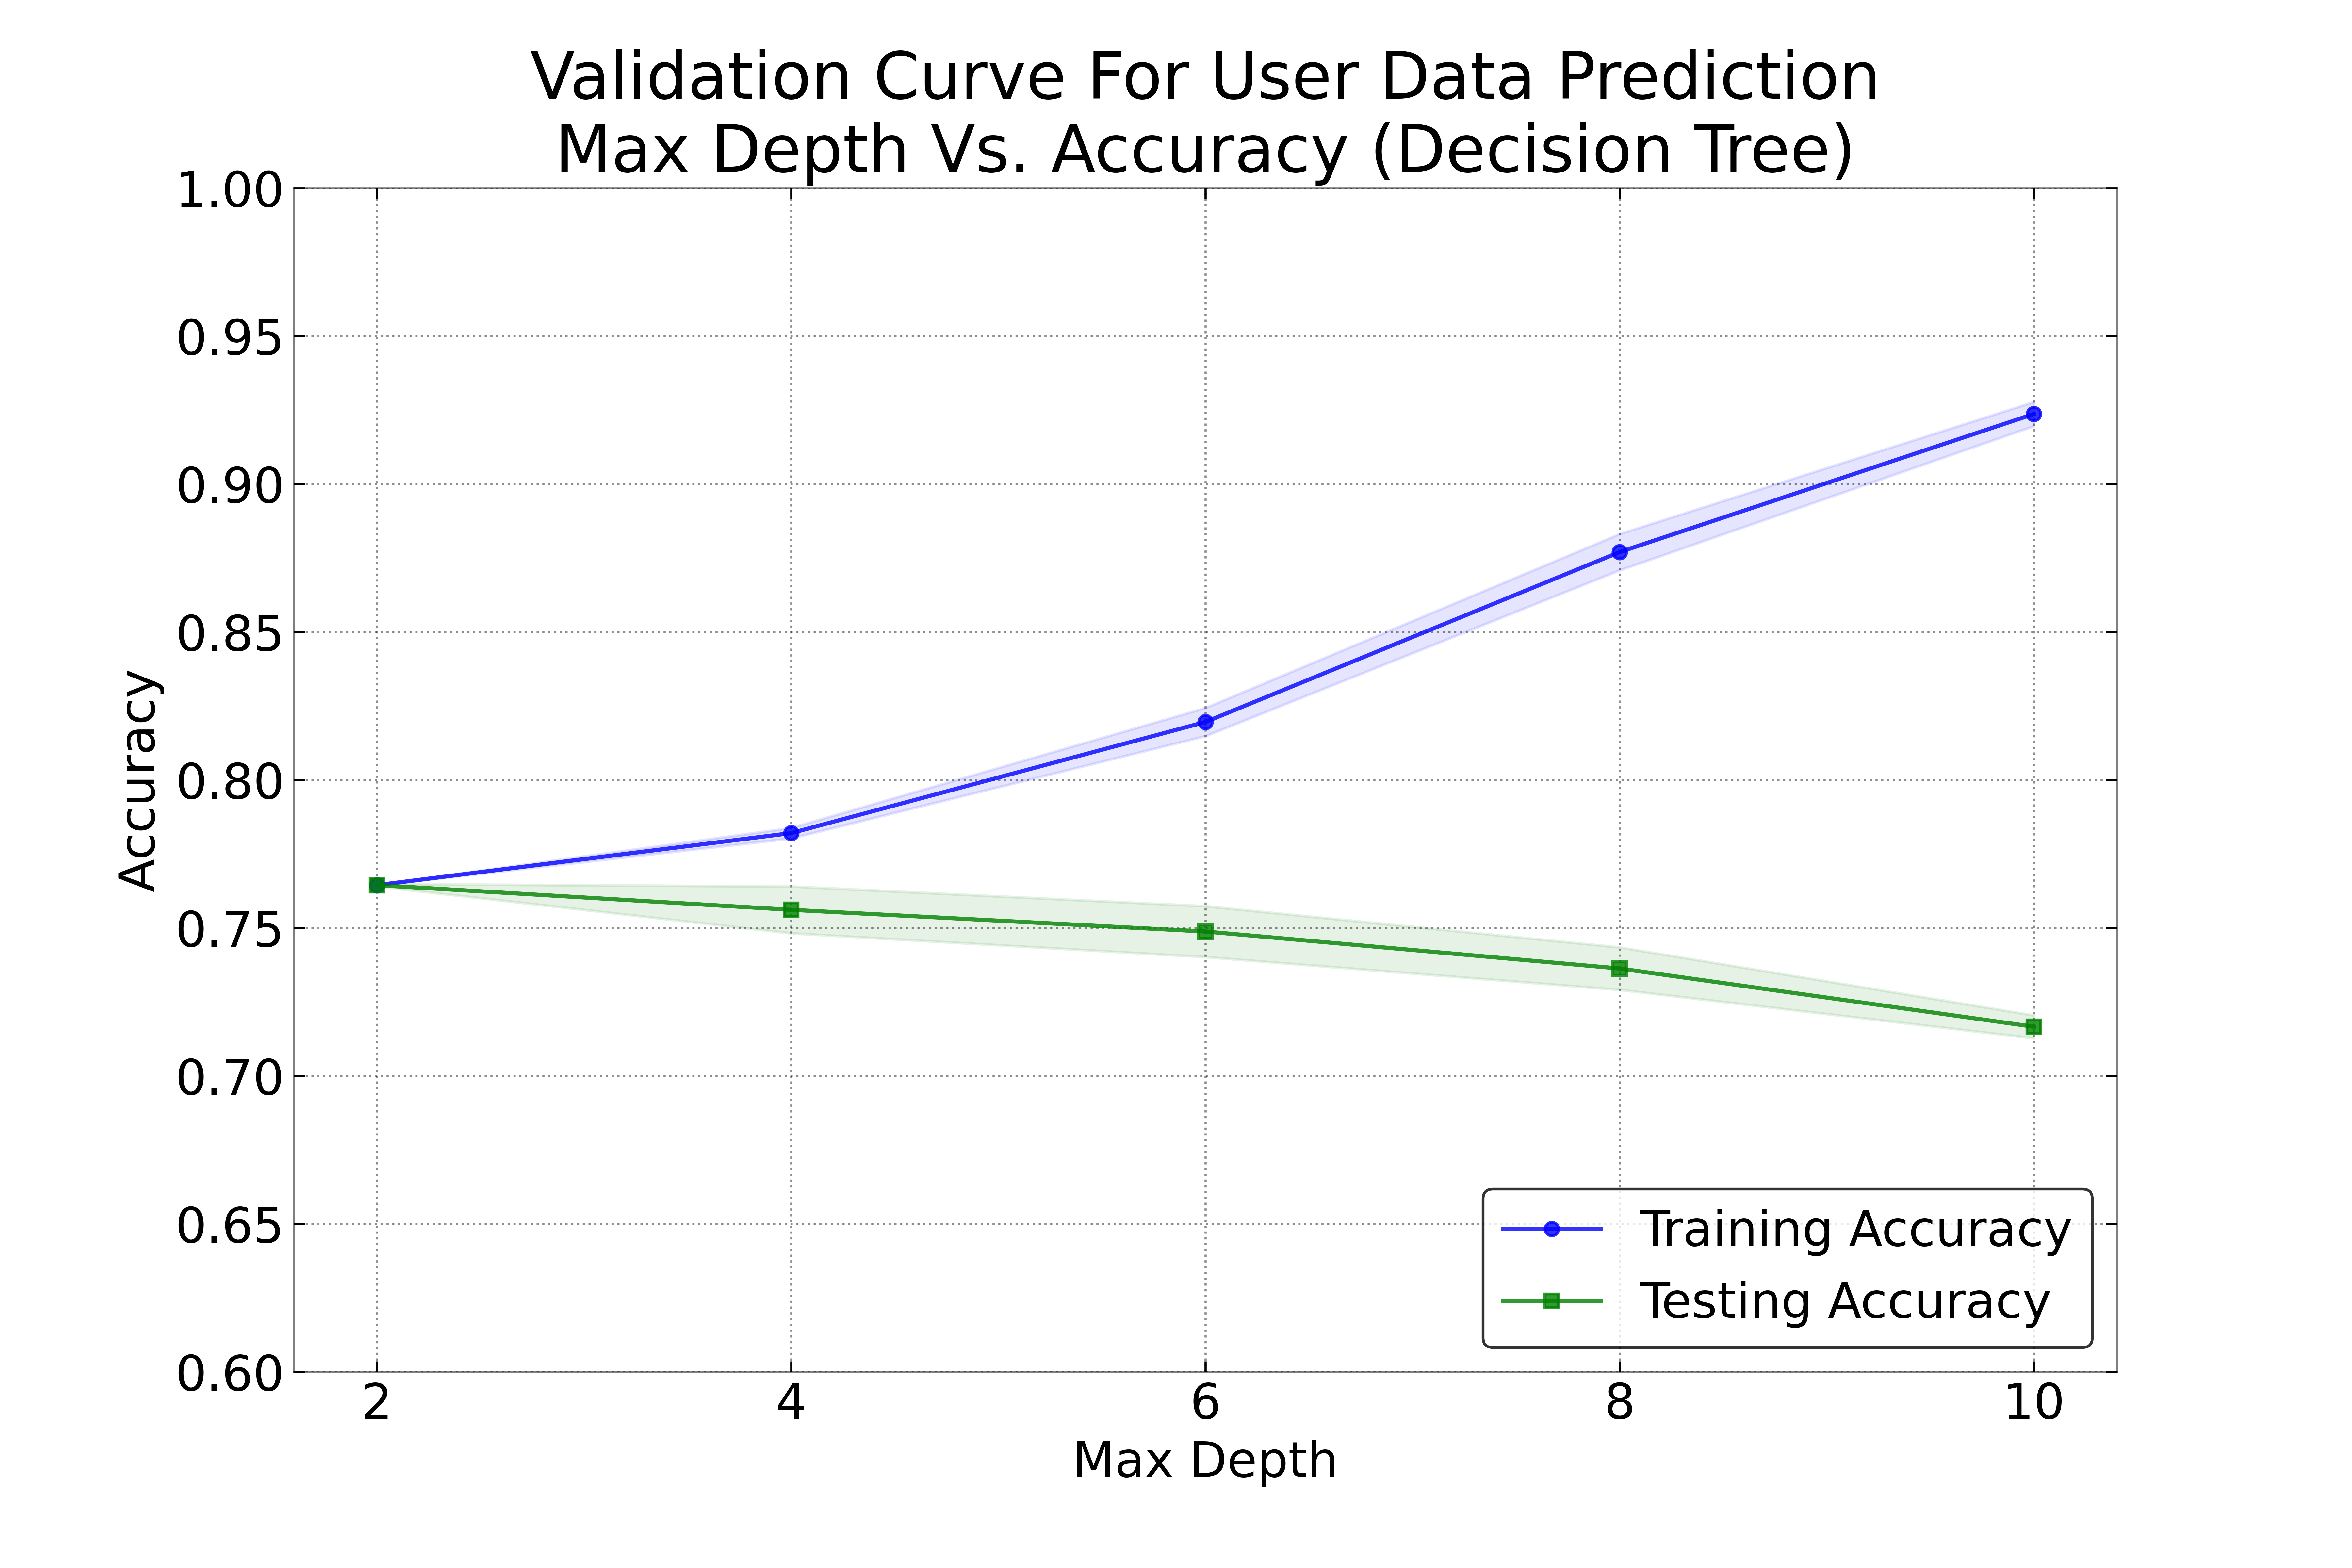 Validation Curve For User Data Prediction
Max Depth Vs. Accuracy (Decision Tree)
1.00
0.95
0.90
0.85
0.80
0.75
0.70
0.65
0.60
Accuracy
Training Accuracy
Testing Accuracy
2 4 6 8 10
Max Depth